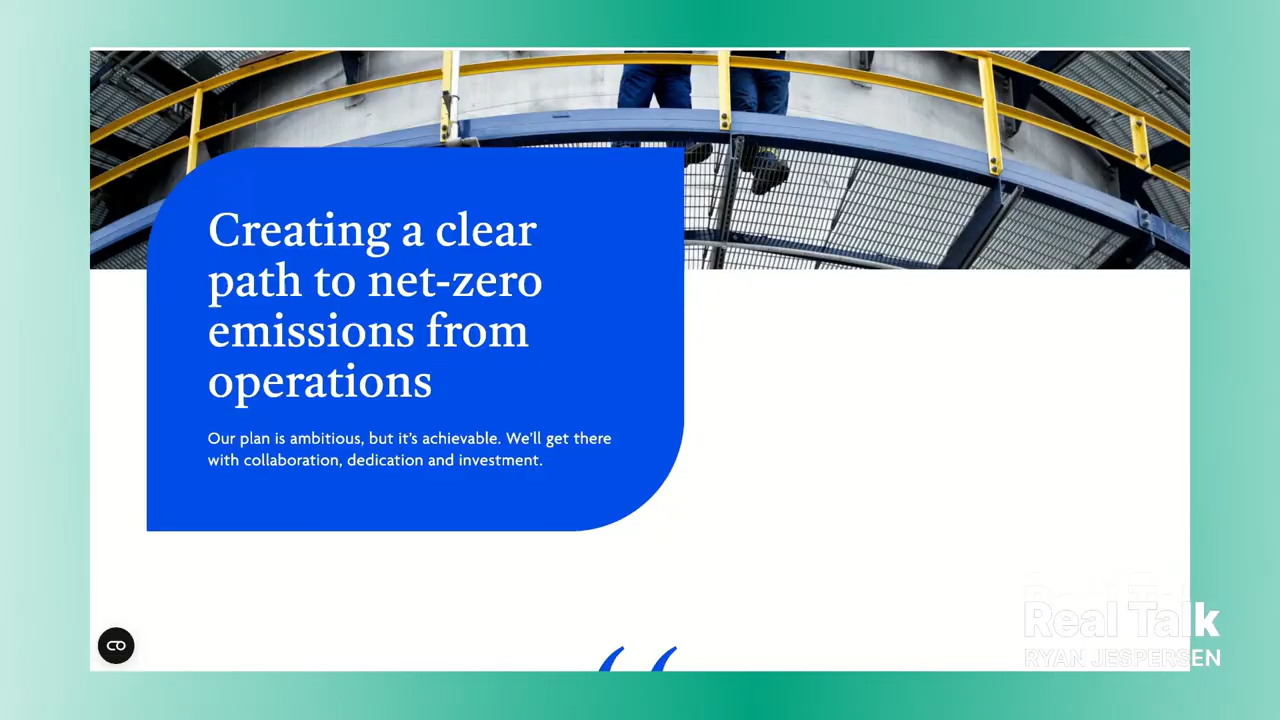 Creating a clear
path to net-zero
emissions from
operations
Our plan is ambitious, but it's achievable. We'll get there
with collaboration, dedication and investment.
“
Real Talk
RYAN JESPERSEN